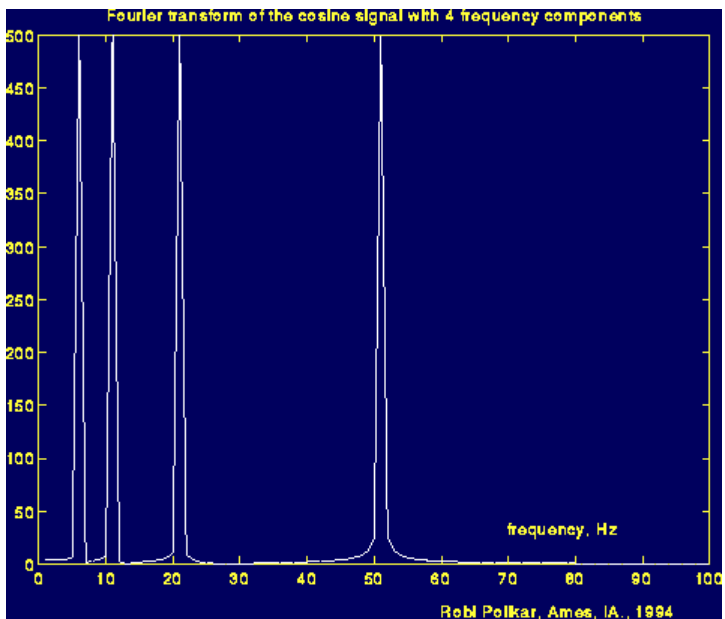 Fourier transform of the cosine signal with 4 frequency components
500
450
400
350
300
250
200
150
100
50
0
frequency, Hz
0 10 20 30 40 50 60 70 80 90 100
Robi Polikar, Ames, IA., 1994